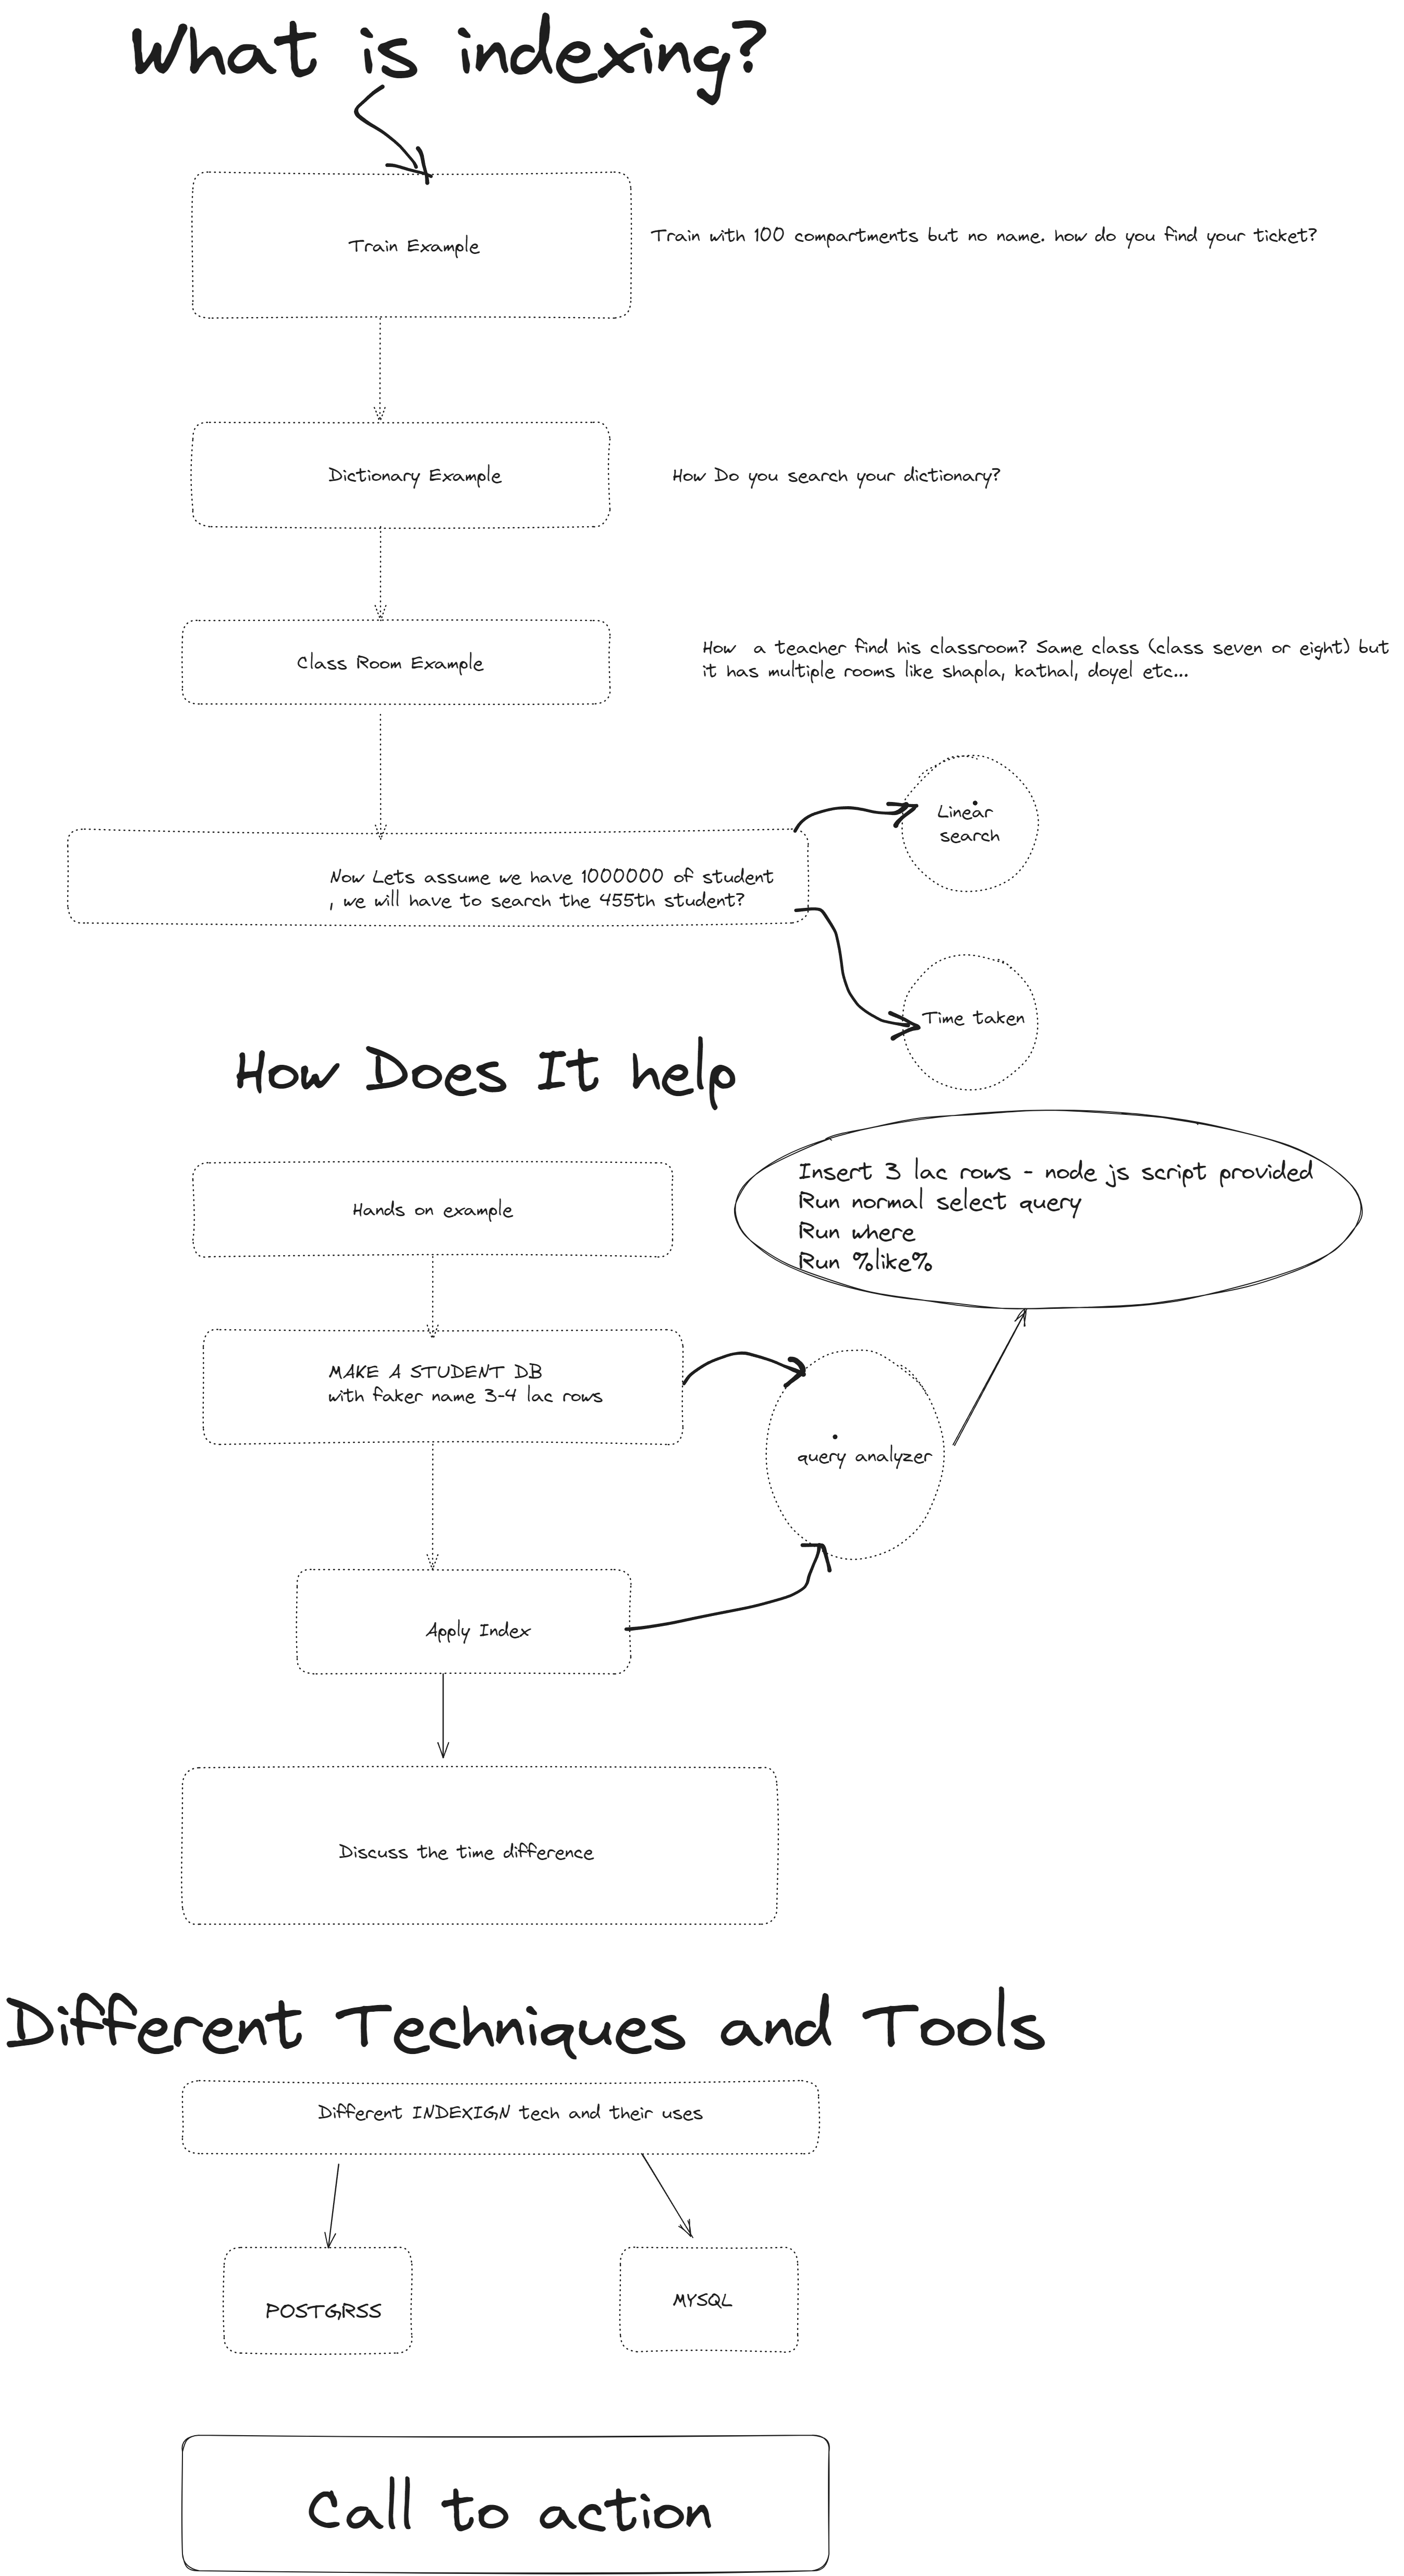 What is indexing?
Train Example
Train with 100 compartments but no name. how do you find your ticket?
Dictionary Example
How Do you search your dictionary?
Class Room Example
How a teacher find his classroom? Same class (class seven or eight) but
it has multiple rooms like shapla, kathal, doyel etc...
Linear
search
Now Lets assume we have 1000000 of student
, we will have to search the 455th student?
Time taken
How Does It help
Insert 3 lac rows - node js script provided
Run normal select query
Run where
Run %like%
Hands on example
MAKE A STUDENT DB
with faker name 3-4 lac rows
query analyzer
Apply Index
Discuss the time difference
Different Techniques and Tools
Different INDEXIGN tech and their uses
POSTGRSS
MYSQL
Call to action